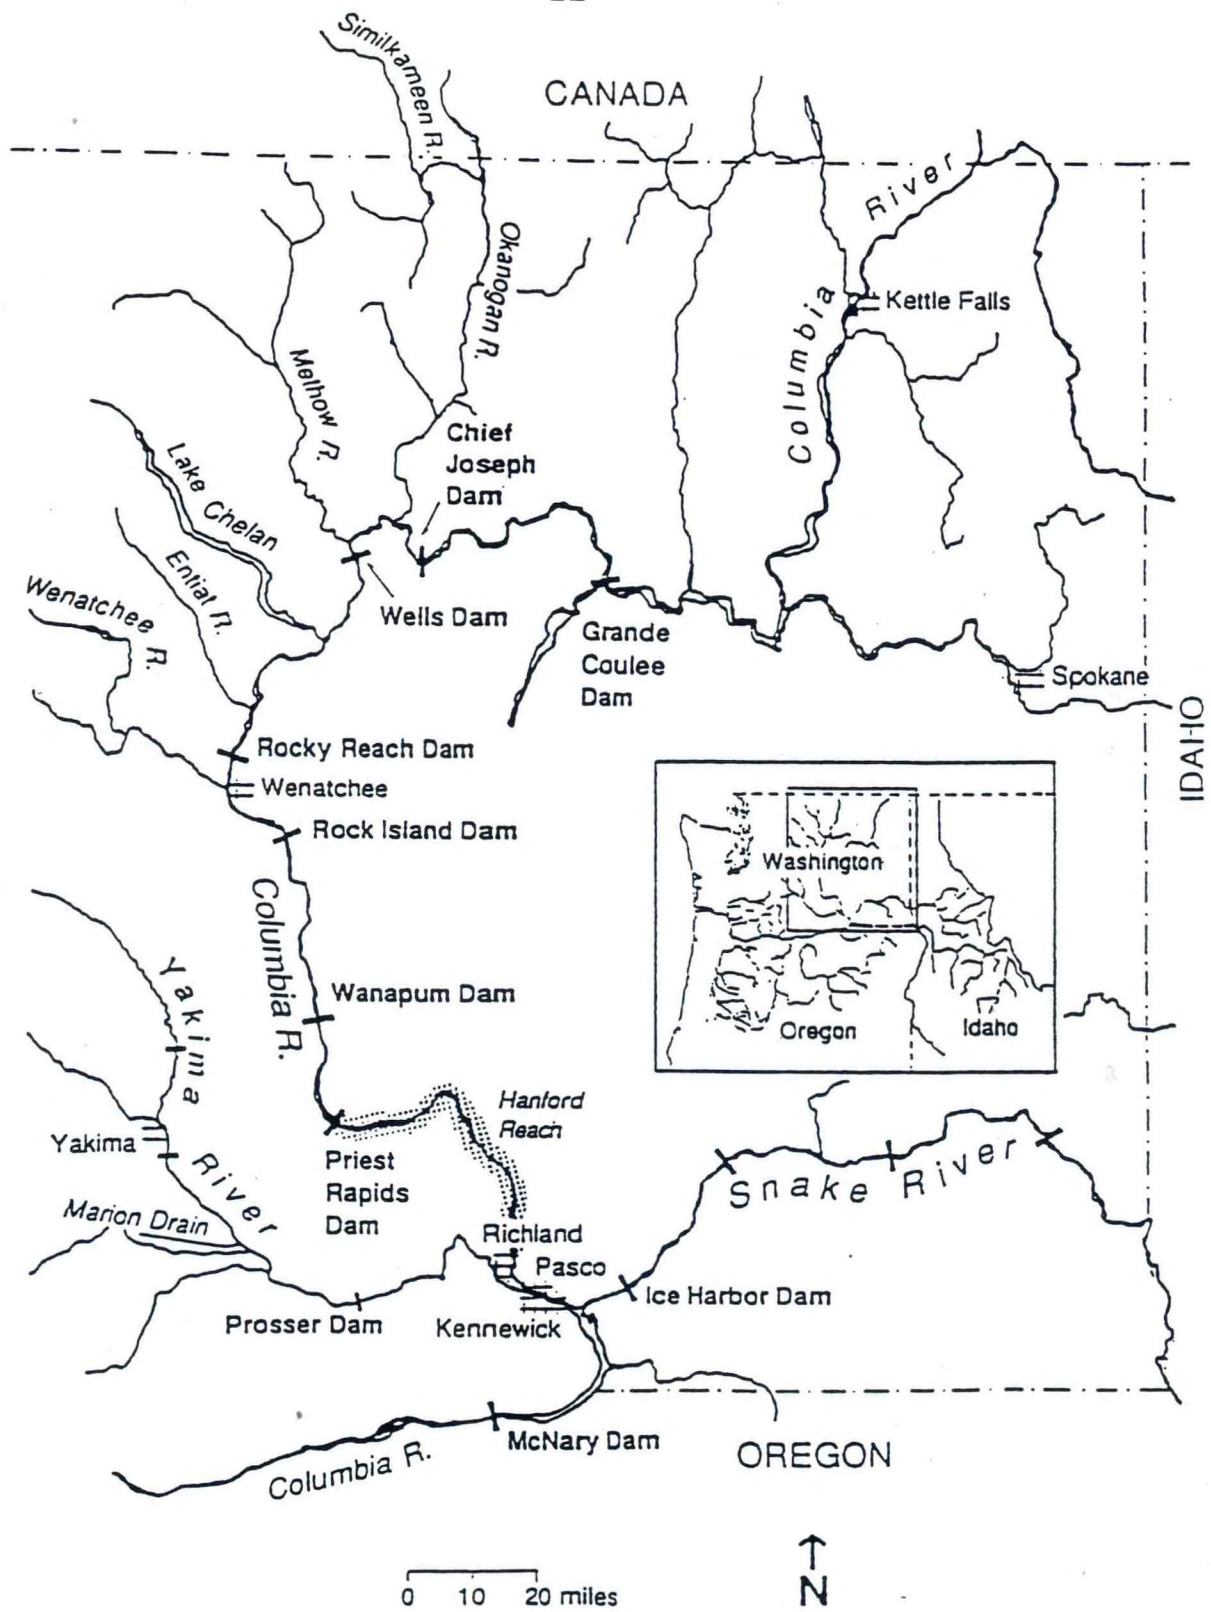 Similkameen R.
CANADA
River
Okanogan R.
Columbia
Kettle Falls
Methow R.
Chief
Joseph
Dam
Lake Chelan
Entiat R.
Wenatchee R.
Wells Dam
Grande
Coulee
Dam
Spokane
IDAHO
Rocky Reach Dam
Wenatchee
Rock Island Dam
Washington
Oregon
Idaho
Columbia R.
Wanapum Dam
Yakima River
Hanford
Reach
Yakima
Priest
Rapids
Dam
Snake River
Marion Drain
Richland
Pasco
Ice Harbor Dam
Prosser Dam
Kennewick
McNary Dam
Columbia R.
OREGON
0 10 20 miles
N